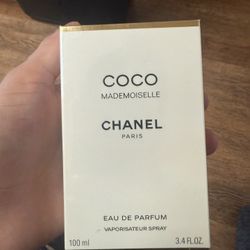 COCO
MADEMOISELLE
CHANEL
PARIS
EAU DE PARFUM
VAPORISATEUR SPRAY
100 ml 3.4 FL.OZ.